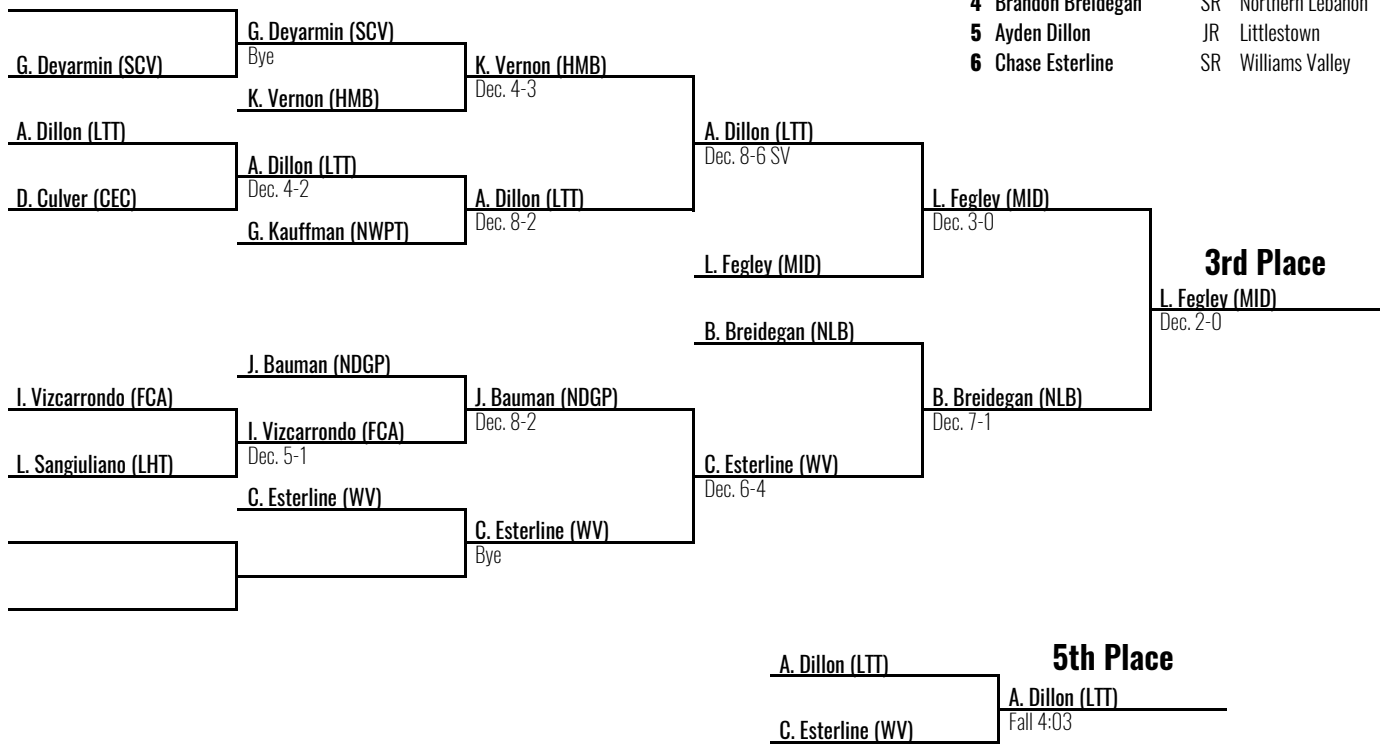 4 Brandon Breidegan SR Northern Lebanon
5 Ayden Dillon JR Littlestown
6 Chase Esterline SR Williams Valley
G. Deyarmin (SCV)
Bye
G. Deyarmin (SCV)
K. Vernon (HMB)
Dec. 4-3
K. Vernon (HMB)
A. Dillon (LTT)
A. Dillon (LTT)
Dec. 8-6 SV
A. Dillon (LTT)
Dec. 4-2
D. Culver (CEC)
A. Dillon (LTT)
Dec. 8-2
L. Fegley (MID)
Dec. 3-0
G. Kauffman (NWPT)
L. Fegley (MID)
3rd Place
L. Fegley (MID)
Dec. 2-0
B. Breidegan (NLB)
J. Bauman (NDGP)
I. Vizcarrondo (FCA)
J. Bauman (NDGP)
Dec. 8-2
B. Breidegan (NLB)
Dec. 7-1
I. Vizcarrondo (FCA)
Dec. 5-1
L. Sangiuliano (LHT)
C. Esterline (WV)
Dec. 6-4
C. Esterline (WV)
C. Esterline (WV)
Bye
5th Place
A. Dillon (LTT)
A. Dillon (LTT)
Fall 4:03
C. Esterline (WV)